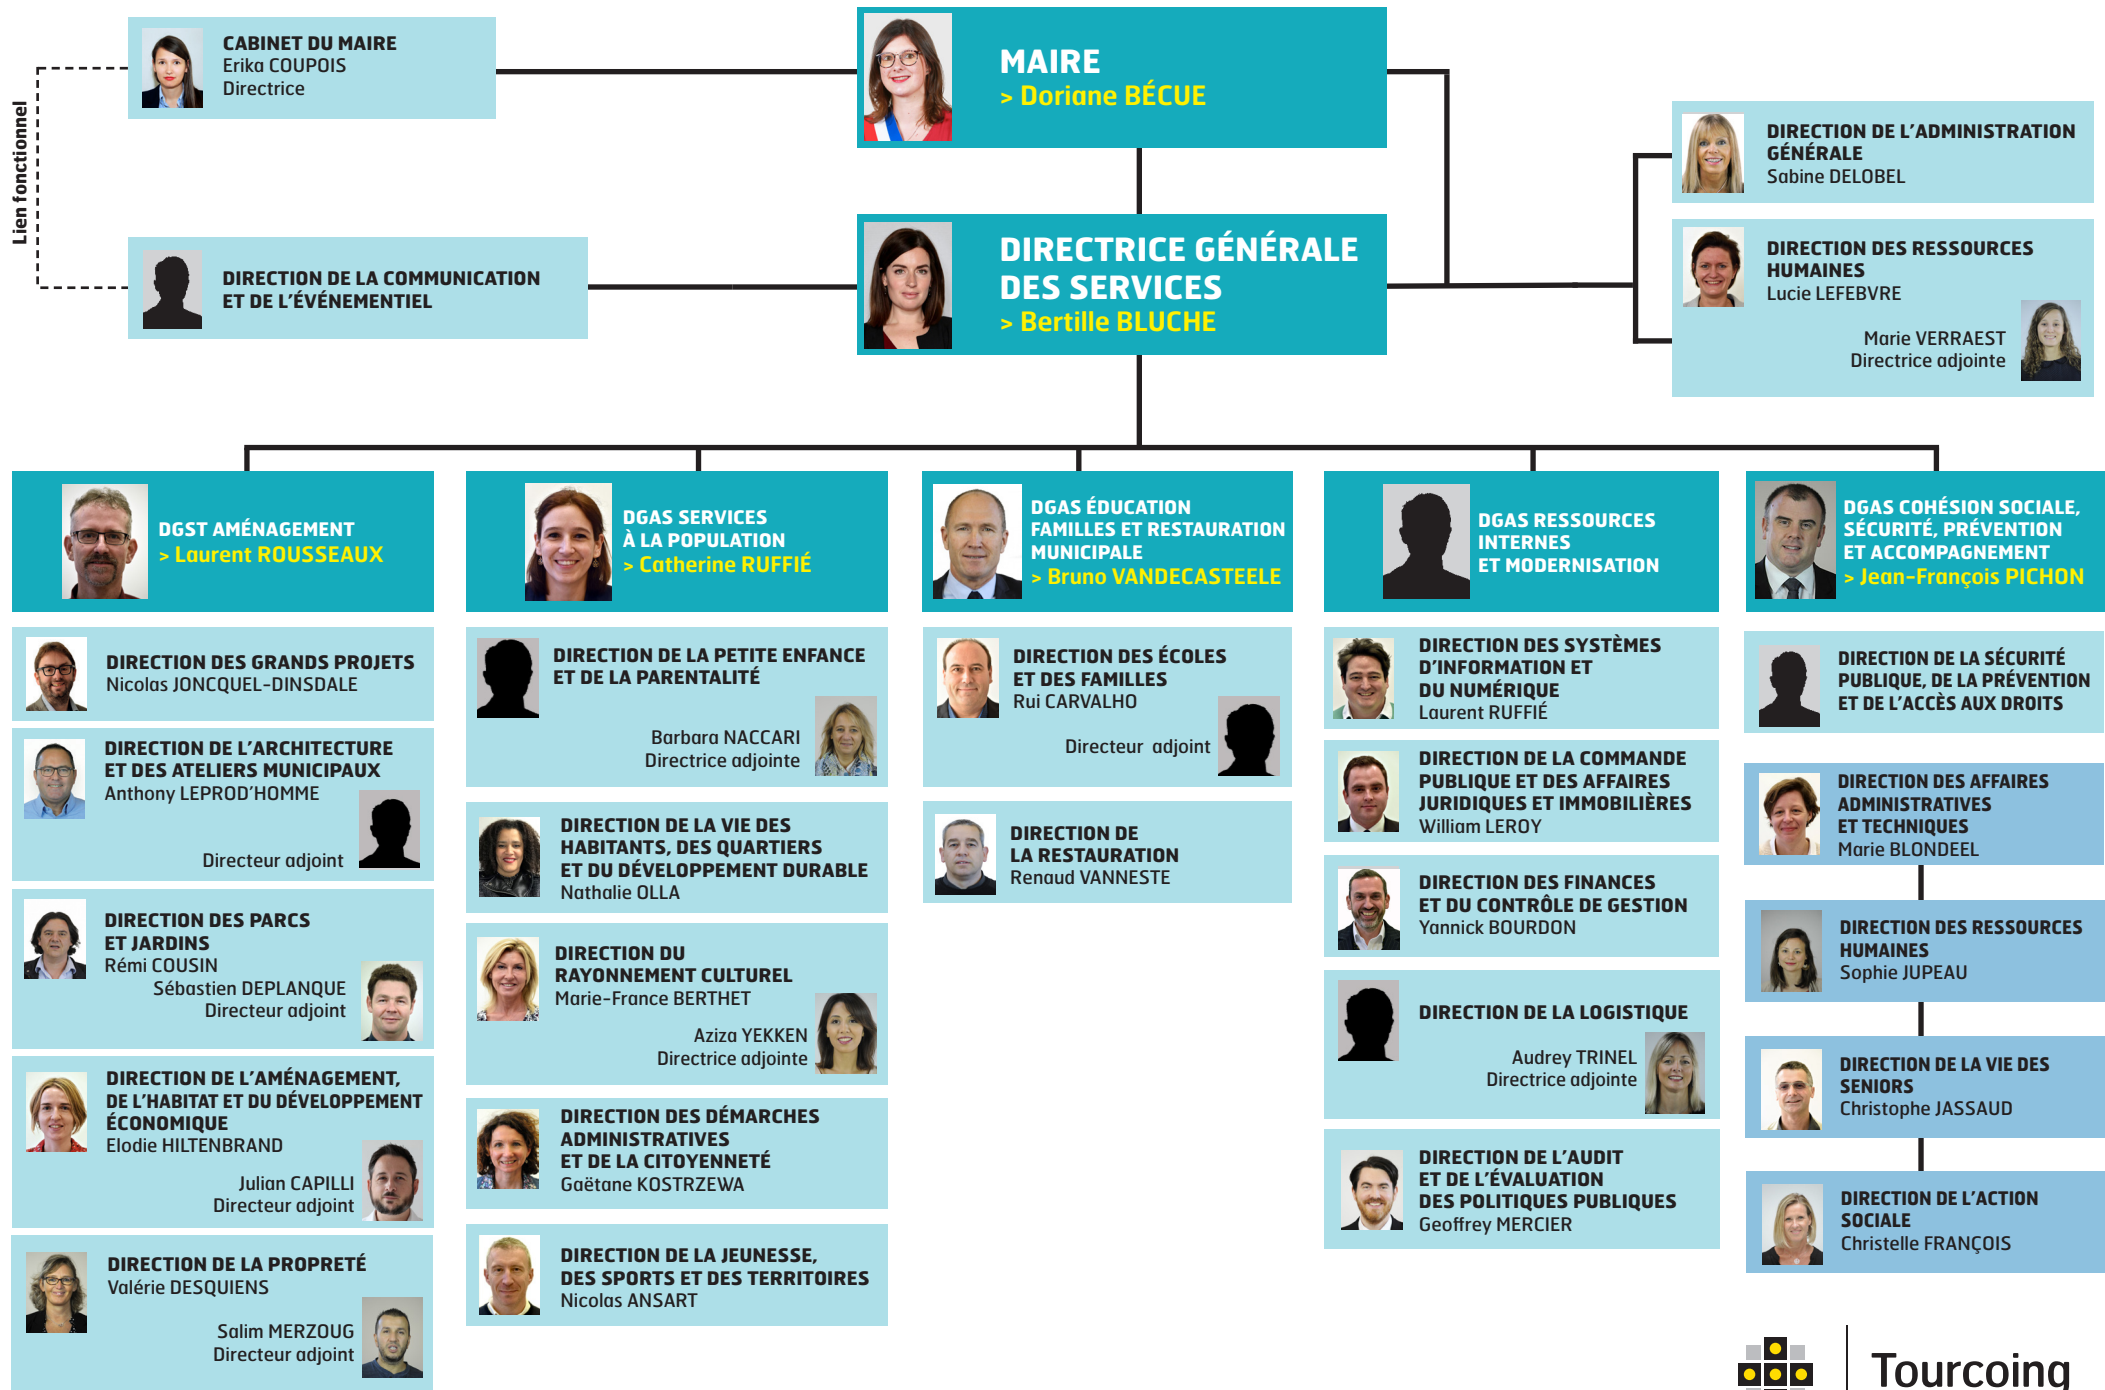 CABINET DU MAIRE
Erika COUPOIS
Directrice
MAIRE
> Doriane BÉCUE
Lien fonctionnel
DIRECTION DE LA COMMUNICATION
ET DE L'ÉVÉNEMENTIEL
DIRECTRICE GÉNÉRALE
DES SERVICES
> Bertille BLUCHE
DIRECTION DE L'ADMINISTRATION
GÉNÉRALE
Sabine DELOBEL
DIRECTION DES RESSOURCES
HUMAINES
Lucie LEFEBVRE
Marie VERRAEST
Directrice adjointe
DGST AMÉNAGEMENT
> Laurent ROUSSEAUX
DIRECTION DES GRANDS PROJETS
Nicolas JONCQUEL-DINSDALE
DIRECTION DE L'ARCHITECTURE
ET DES ATELIERS MUNICIPAUX
Anthony LEPROD'HOMME
Directeur adjoint
DIRECTION DES PARCS
ET JARDINS
Rémi COUSIN
Sébastien DEPLANQUE
Directeur adjoint
DIRECTION DE L'AMÉNAGEMENT,
DE L'HABITAT ET DU DÉVELOPPEMENT
ÉCONOMIQUE
Elodie HILTENBRAND
Julian CAPILLI
Directeur adjoint
DIRECTION DE LA PROPRETÉ
Valérie DESQUIENS
Salim MERZOUG
Directeur adjoint
DGAS SERVICES
À LA POPULATION
> Catherine RUFFIÉ
DIRECTION DE LA PETITE ENFANCE
ET DE LA PARENTALITÉ
Barbara NACCARI
Directrice adjointe
DIRECTION DE LA VIE DES
HABITANTS, DES QUARTIERS
ET DU DÉVELOPPEMENT DURABLE
Nathalie OLLA
DIRECTION DU
RAYONNEMENT CULTUREL
Marie-France BERTHET
Aziza YEKKEN
Directrice adjointe
DIRECTION DES DÉMARCHES
ADMINISTRATIVES
ET DE LA CITOYENNETÉ
Gaëtane KOSTRZEWA
DIRECTION DE LA JEUNESSE,
DES SPORTS ET DES TERRITOIRES
Nicolas ANSART
DGAS ÉDUCATION
FAMILLES ET RESTAURATION
MUNICIPALE
> Bruno VANDECASTEELE
DIRECTION DES ÉCOLES
ET DES FAMILLES
Rui CARVALHO
Directeur adjoint
DIRECTION DE
LA RESTAURATION
Renaud VANNESTE
DGAS RESSOURCES
INTERNES
ET MODERNISATION
DIRECTION DES SYSTÈMES
D'INFORMATION ET
DU NUMÉRIQUE
Laurent RUFFIÉ
DIRECTION DE LA COMMANDE
PUBLIQUE ET DES AFFAIRES
JURIDIQUES ET IMMOBILIÈRES
William LEROY
DIRECTION DES FINANCES
ET DU CONTRÔLE DE GESTION
Yannick BOURDON
DIRECTION DE LA LOGISTIQUE
Audrey TRINEL
Directrice adjointe
DIRECTION DE L'AUDIT
ET DE L'ÉVALUATION
DES POLITIQUES PUBLIQUES
Geoffrey MERCIER
DGAS COHÉSION SOCIALE,
SÉCURITÉ, PRÉVENTION
ET ACCOMPAGNEMENT
> Jean-François PICHON
DIRECTION DE LA SÉCURITÉ
PUBLIQUE, DE LA PRÉVENTION
ET DE L'ACCÈS AUX DROITS
DIRECTION DES AFFAIRES
ADMINISTRATIVES
ET TECHNIQUES
Marie BLONDEEL
DIRECTION DES RESSOURCES
HUMAINES
Sophie JUPEAU
DIRECTION DE LA VIE DES
SENIORS
Christophe JASSAUD
DIRECTION DE L'ACTION
SOCIALE
Christelle FRANÇOIS
Tourcoing